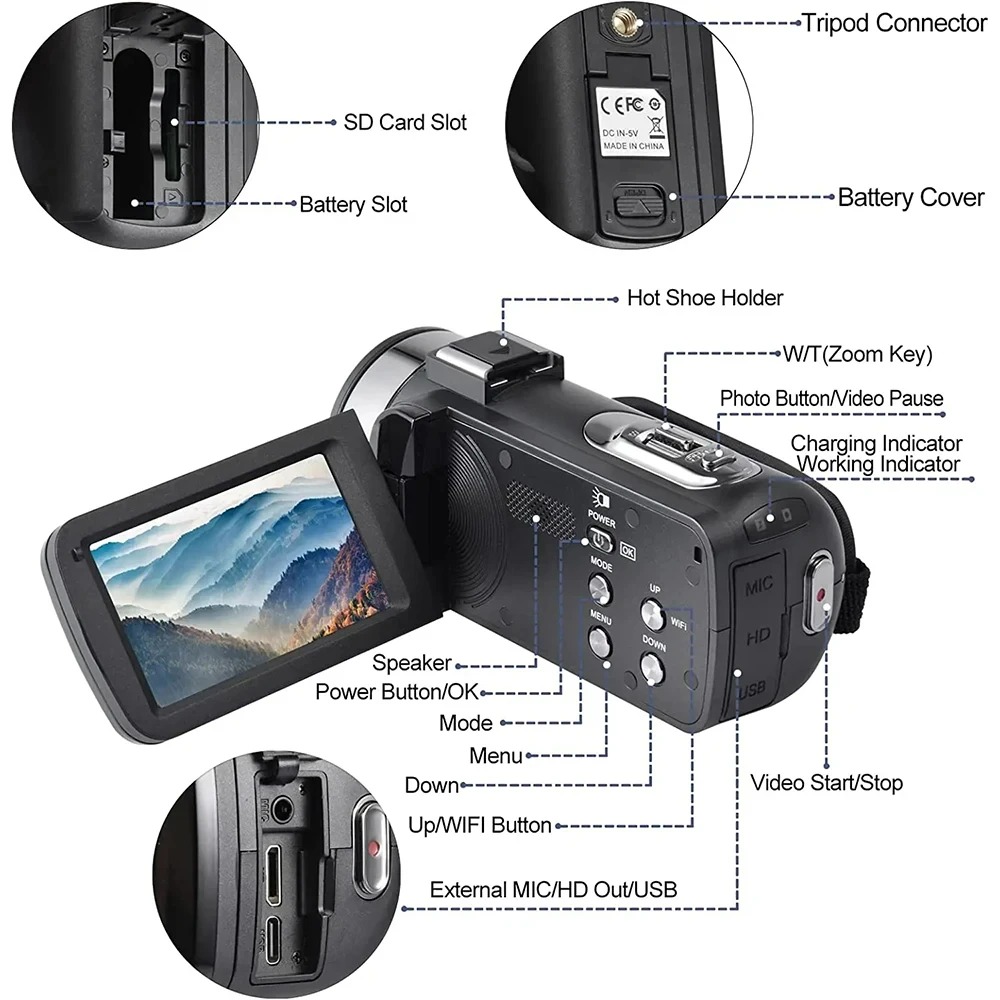 Tripod Connector
SD Card Slot
CE FC
DC IN-5V
MADE IN CHINA
OPEN
Battery Slot
Battery Cover
Hot Shoe Holder
W/T(Zoom Key)
Photo Button/Video Pause
Charging Indicator
Working Indicator
POWER
OK
MODE
MENU
UP
WiFi
DOWN
MIC
HD
USB
Speaker
Power Button/OK
Mode
Menu
Down
Up/WIFI Button
Video Start/Stop
MIC
USB
External MIC/HD Out/USB